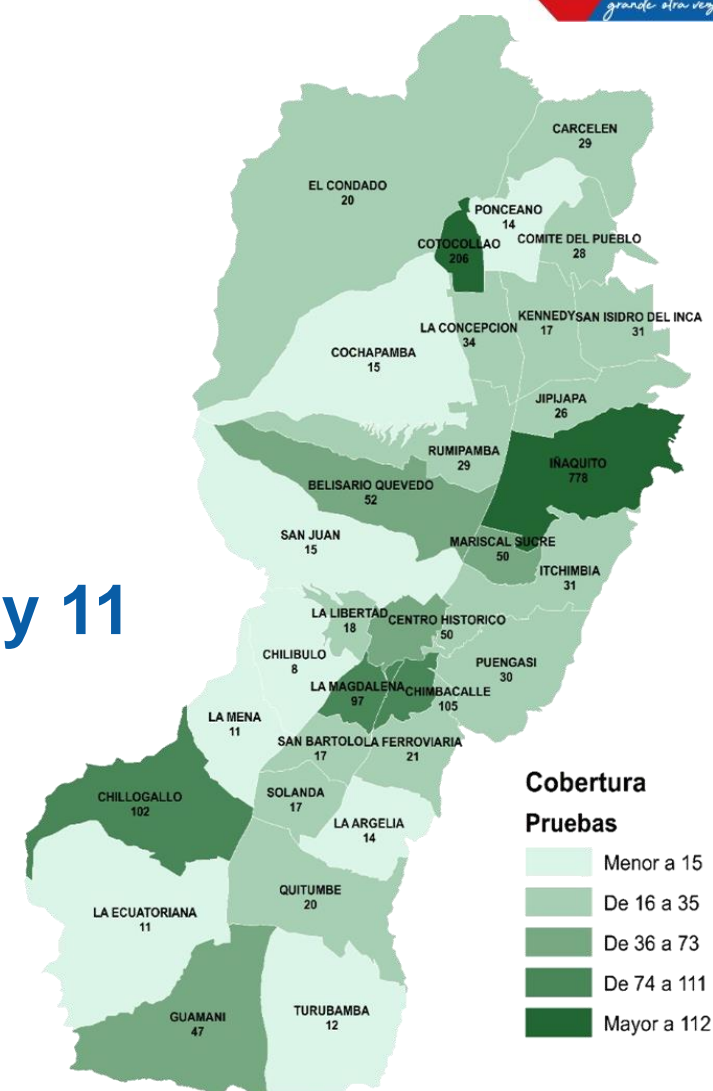 grande otra vez
CARCELEN
29
EL CONDADO
20
PONCEANO
14
COTOCOLLAO
206
COMITE DEL PUEBLO
28
LA CONCEPCION
34
KENNEDY
17
SAN ISIDRO DEL INCA
31
COCHAPAMBA
15
JIPIJAPA
26
RUMIPAMBA
29
IÑAQUITO
778
BELISARIO QUEVEDO
52
SAN JUAN
15
MARISCAL SUCRE
50
ITCHIMBIA
31
y 11
LA LIBERTAD
18
CENTRO HISTORICO
50
CHILIBULO
8
PUENGASI
30
LA MAGDALENA
97
CHIMBACALLE
105
LA MENA
11
SAN BARTOLO
17
LA FERROVIARIA
21
CHILLOGALLO
102
SOLANDA
17
LA ARGELIA
14
QUITUMBE
20
LA ECUATORIANA
11
GUAMANI
47
TURUBAMBA
12
Cobertura
Pruebas
Menor a 15
De 16 a 35
De 36 a 73
De 74 a 111
Mayor a 112